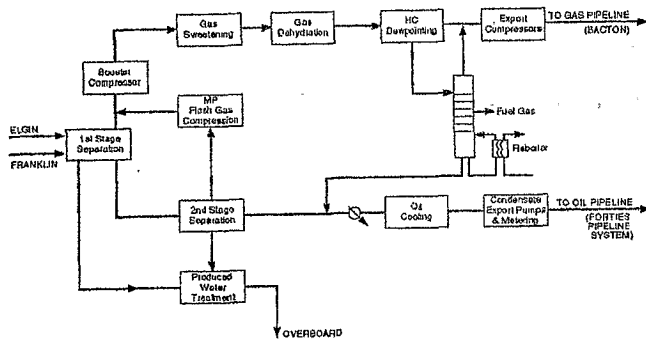 Gas
Sweetening
Gas
Dehydration
HC
Dewpointing
Export
Compressors
TO GAS PIPELINE
(BACTON)
Booster
Compressor
MP
Flash Gas
Compression
Fuel Gas
ELGIN
1st Stage
Separation
FRANKLIN
Reboiler
2nd Stage
Separation
Oil
Cooling
Condensate
Export Pumps
& Metering
TO OIL PIPELINE
(FORTIES
PIPELINE
SYSTEM)
Produced
Water
Treatment
OVERBOARD